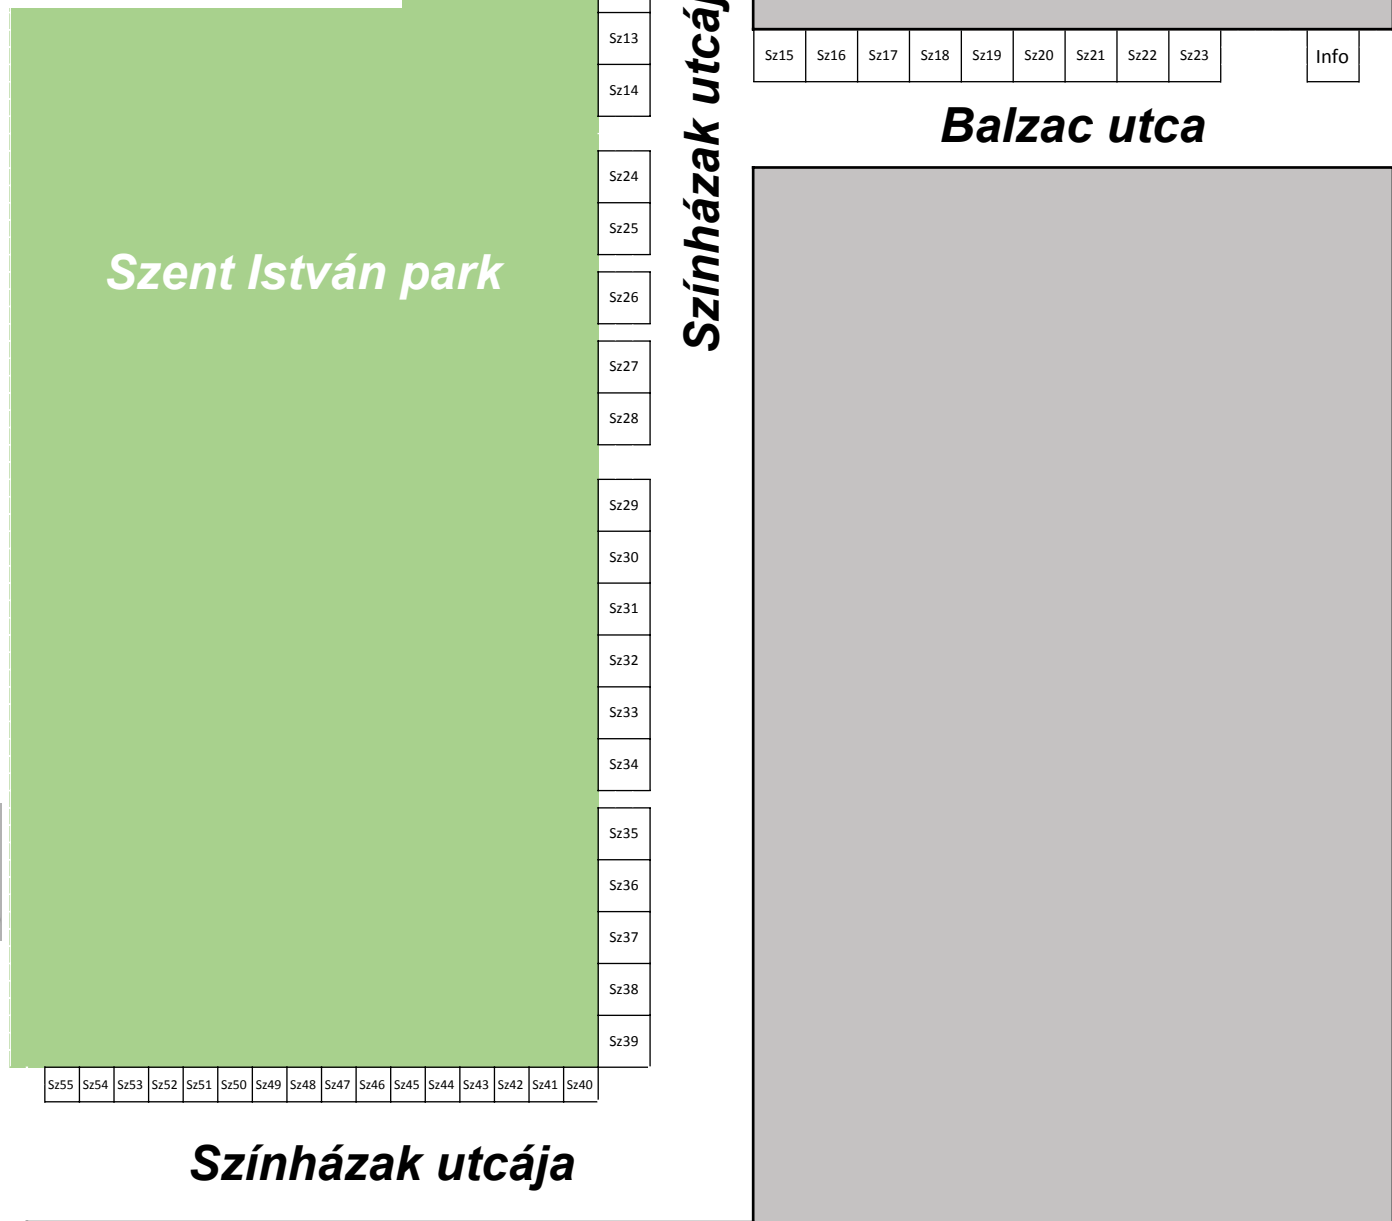 Sz13
Sz14
Színházak utcáj
Sz15 Sz16 Sz17 Sz18 Sz19 Sz20 Sz21 Sz22 Sz23 Info
Balzac utca
Sz24
Sz25
Szent István park
Sz26
Sz27
Sz28
Sz29
Sz30
Sz31
Sz32
Sz33
Sz34
Sz35
Sz36
Sz37
Sz38
Sz39
Sz55 Sz54 Sz53 Sz52 Sz51 Sz50 Sz49 Sz48 Sz47 Sz46 Sz45 Sz44 Sz43 Sz42 Sz41 Sz40
Színházak utcája